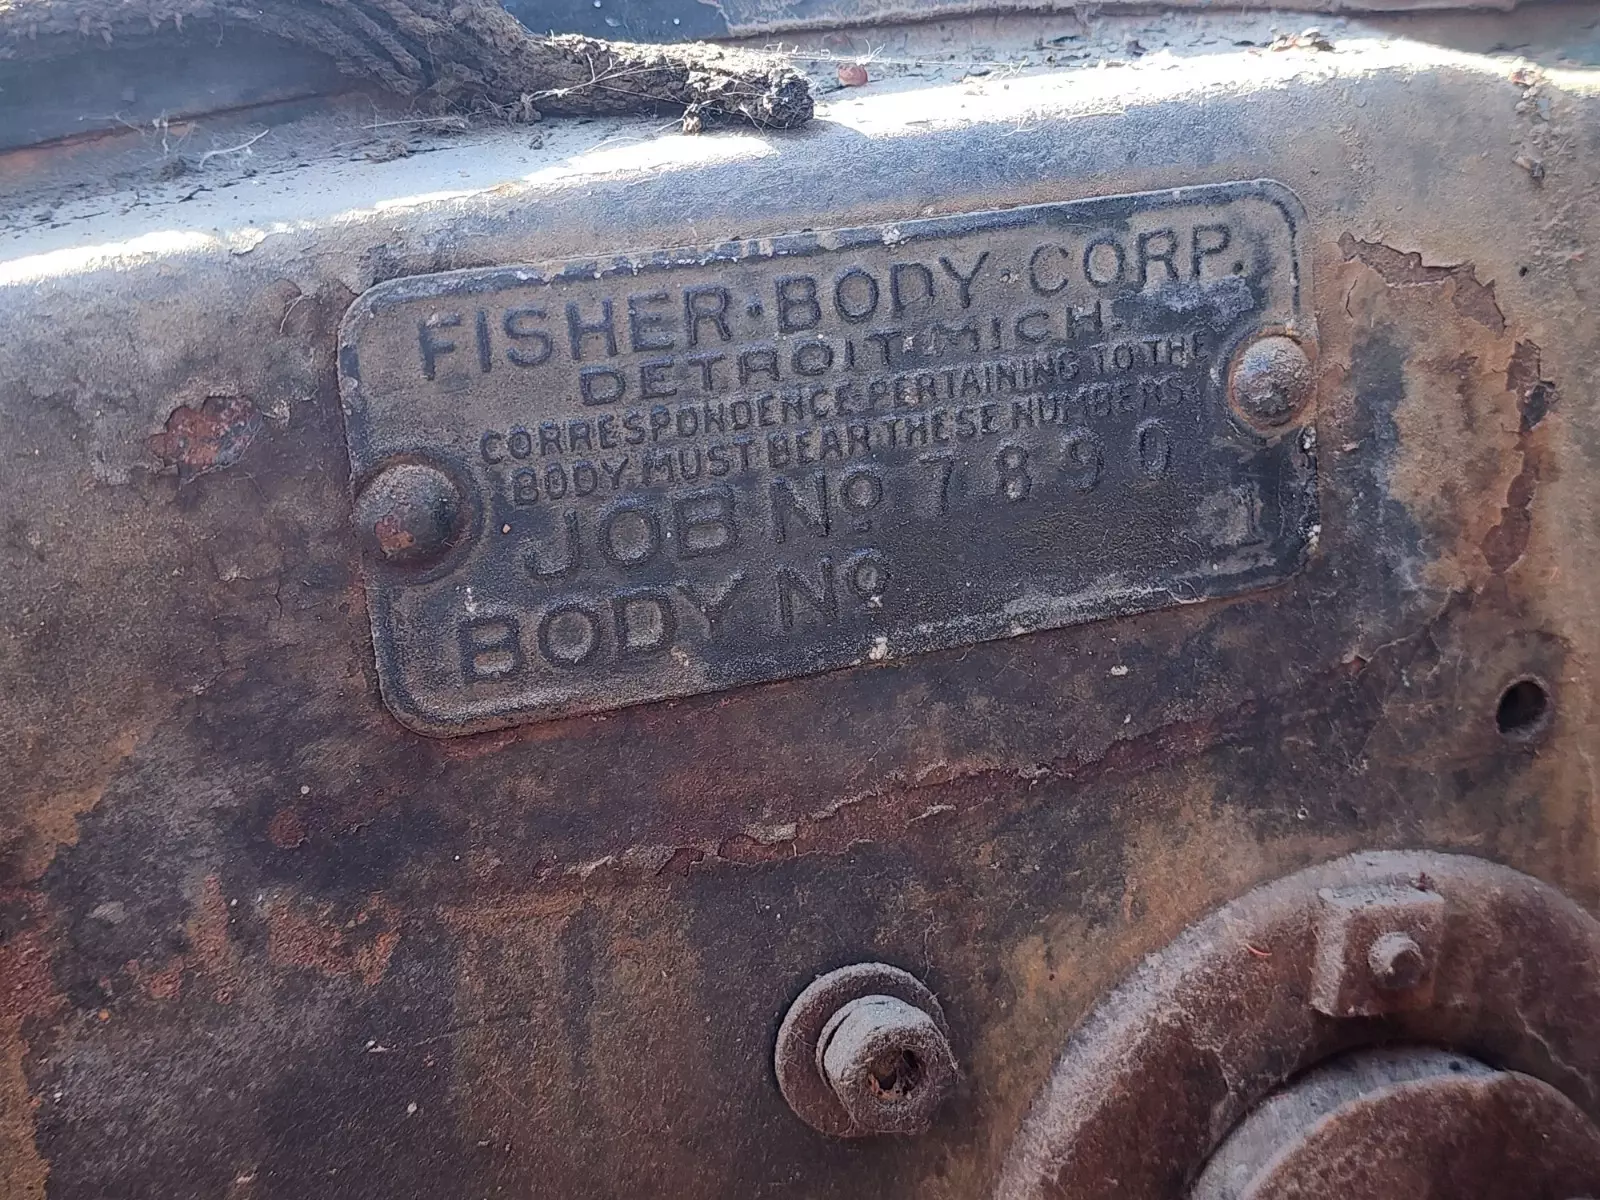 FISHER·BODY·CORP.
DETROIT·MICH.
CORRESPONDENCE·PERTAINING TO THE
BODY MUST BEAR THESE NUMBERS
JOB Nº 7890
BODY Nº 1